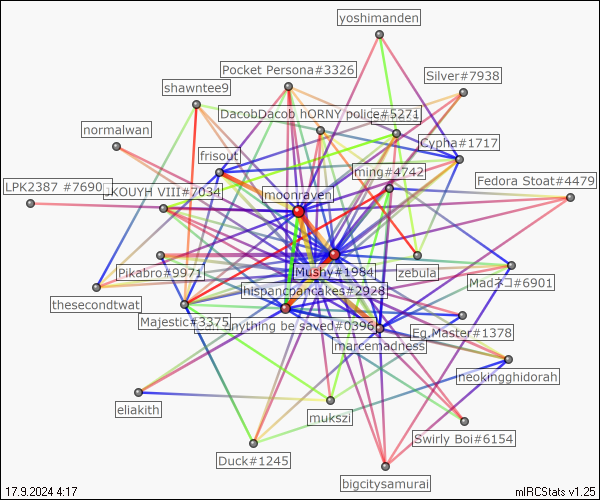 yoshimanden
Pocket Persona#3326
Silver#7938
shawntee9
DacobDacob hORNY police#5271
normalwan
Cypha#1717
frisout
ming#4742
Fedora Stoat#4479
LPK2387 #7690
KOUYH VIII#7034
moonraven
Mushy#1984
zebula
Pikabro#9971
Madネコ#6901
hispancpancakes#2928
thesecondtwat
Majestic#3375
anything be saved#0396
Eg.Master#1378
marcemadness
neokingghidorah
eliakith
mukszi
Swirly Boi#6154
Duck#1245
bigcitysamurai
17.9.2024 4:17
mIRCStats v1.25